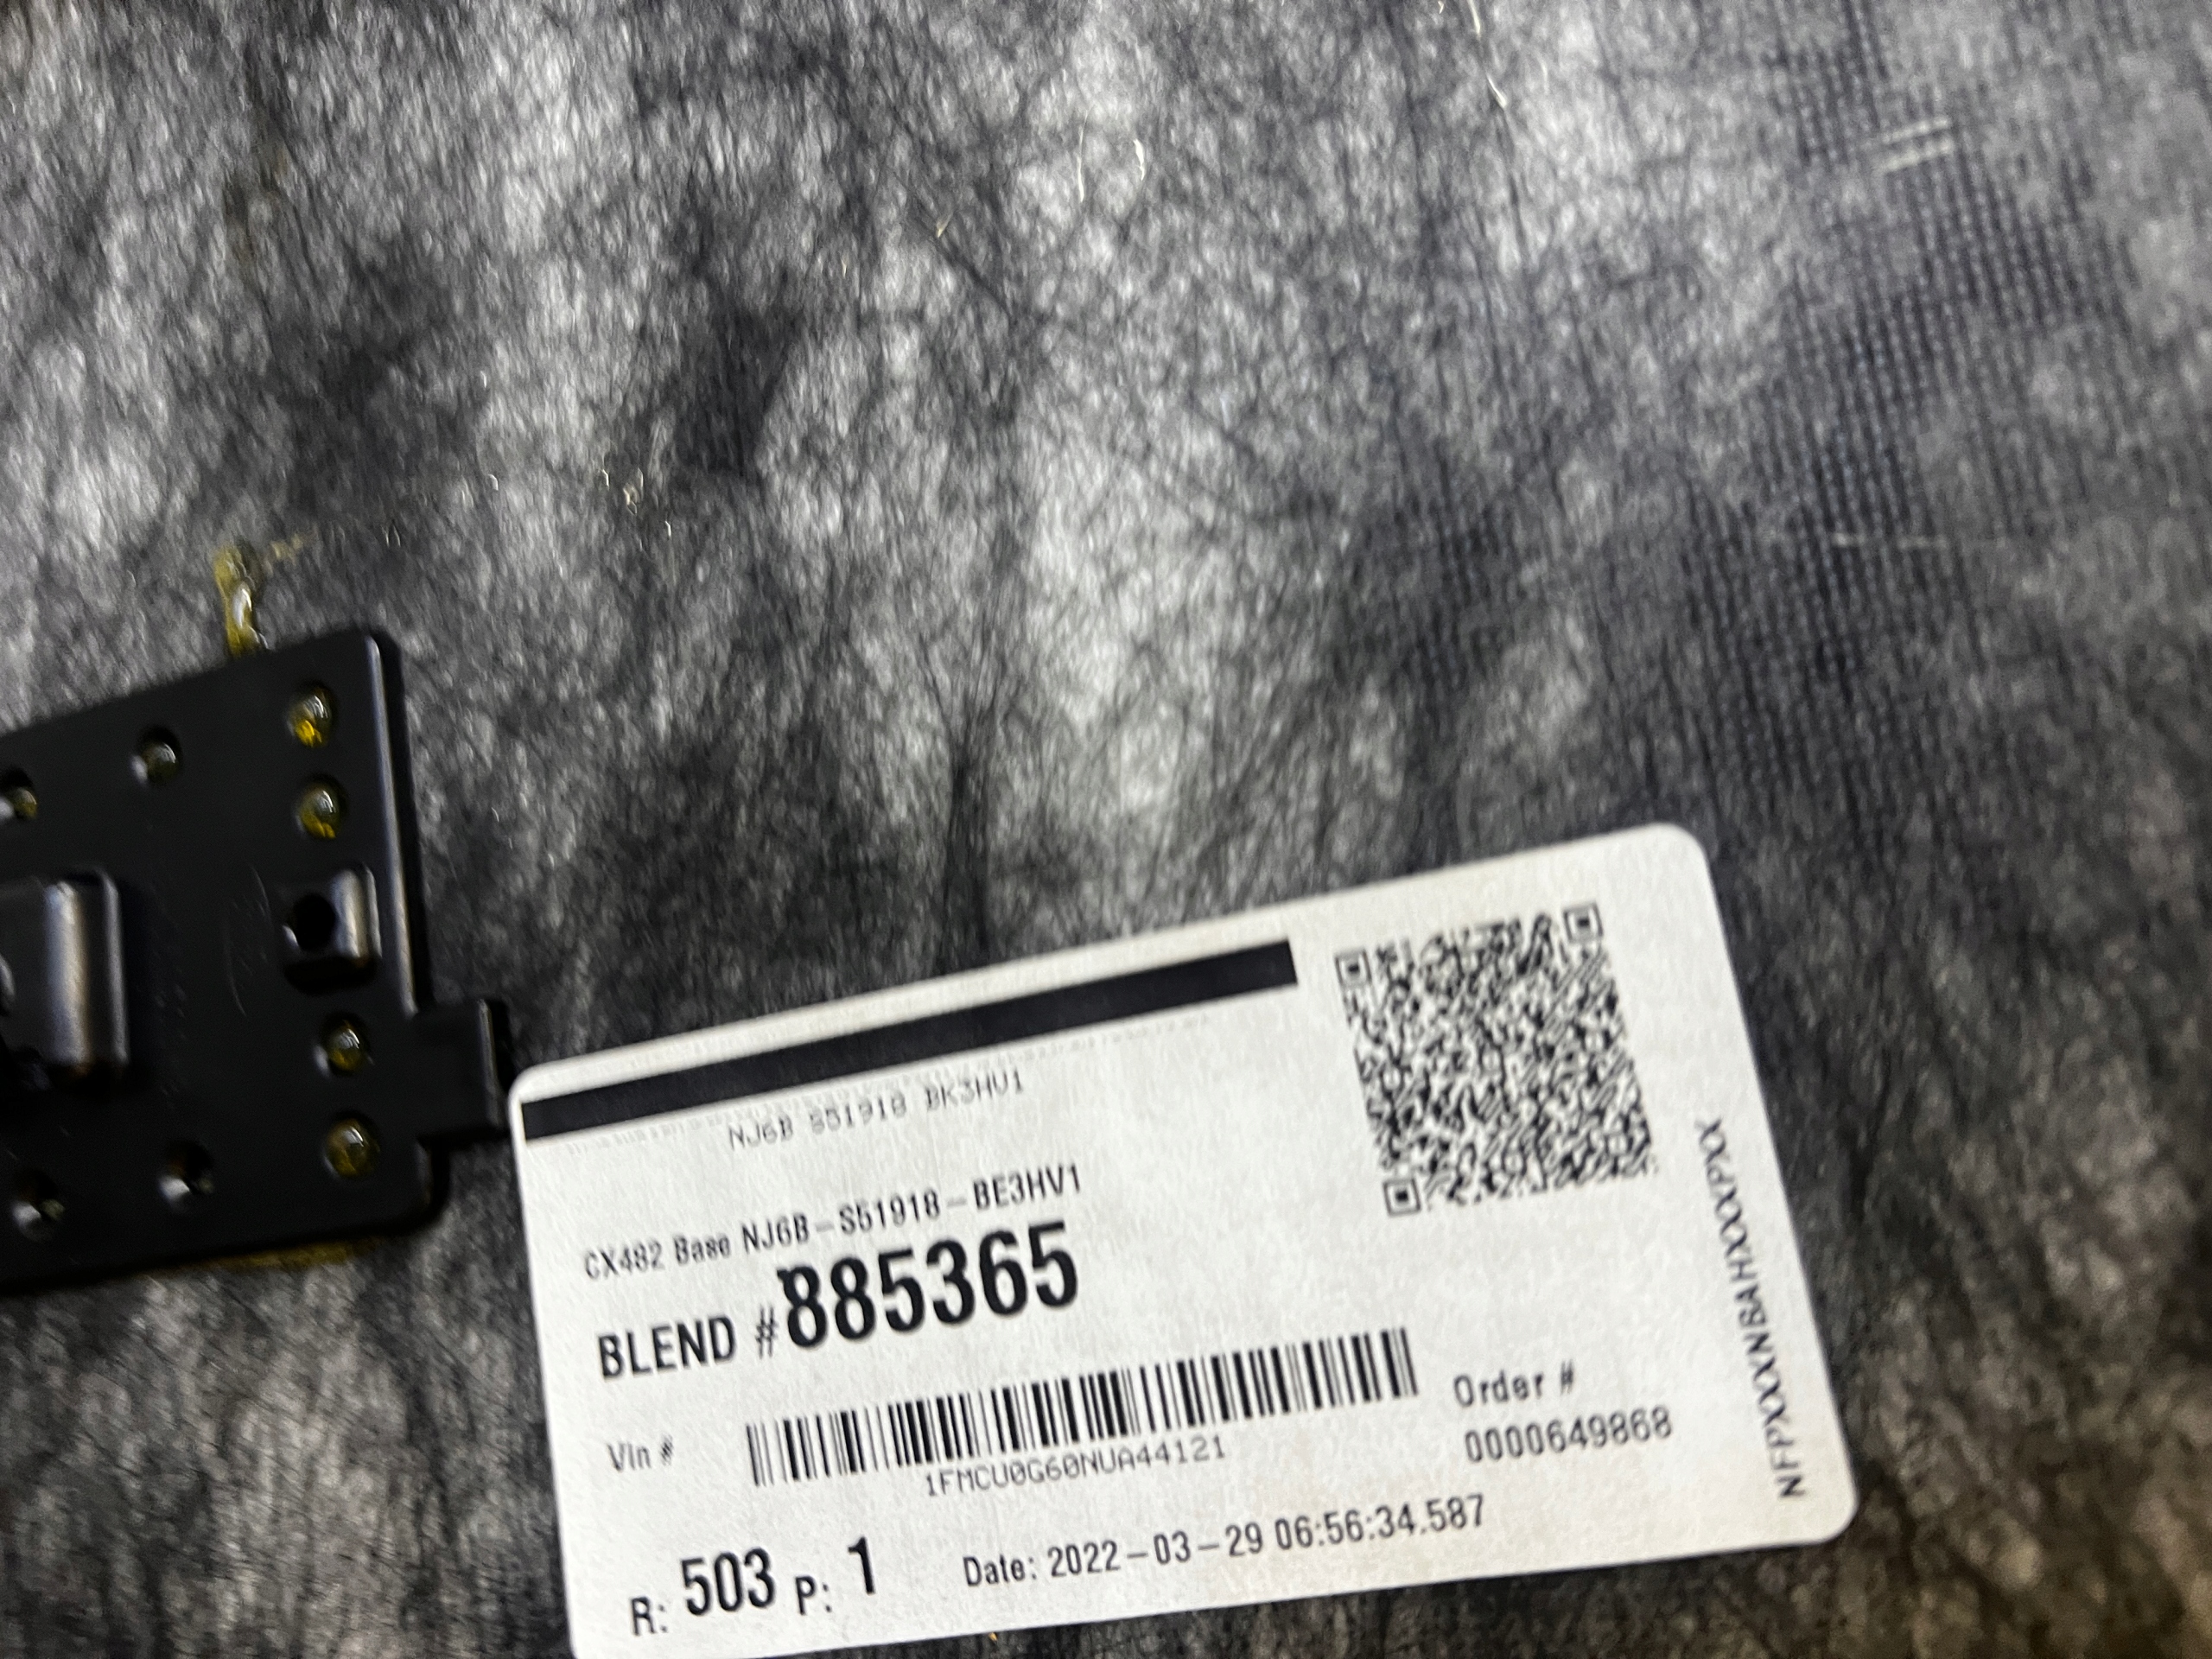 NJ6B S51918 BK3HV1
CX482 Base NJ6B-S51918-BE3HV1
BLEND #885365
Vin #
1FMCU0G60NUA44121
Order #
0000649868
R: 503 P: 1
Date: 2022-03-29 06:56:34.587
NFPXXXXNBAHXXXXPXX